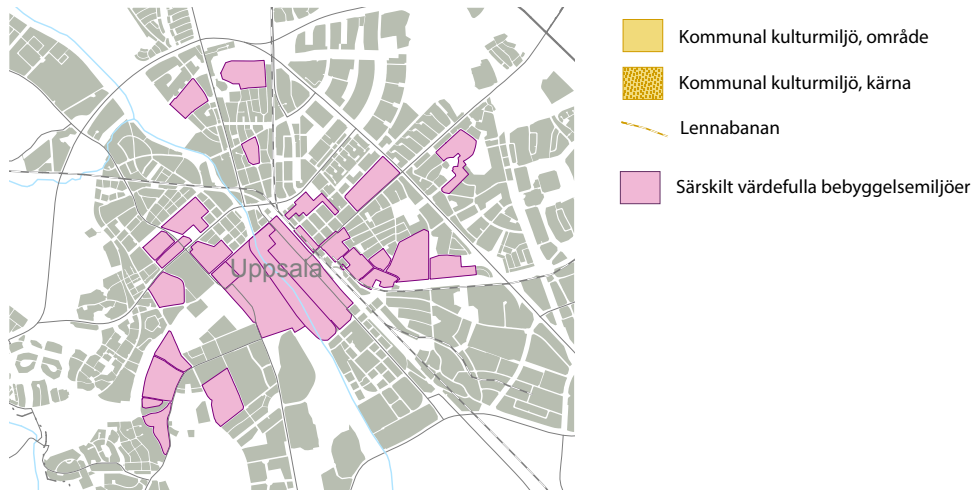 Uppsala
Kommunal kulturmiljö, område
Kommunal kulturmiljö, kärna
Lennabanan
Särskilt värdefulla bebyggelsemiljöer